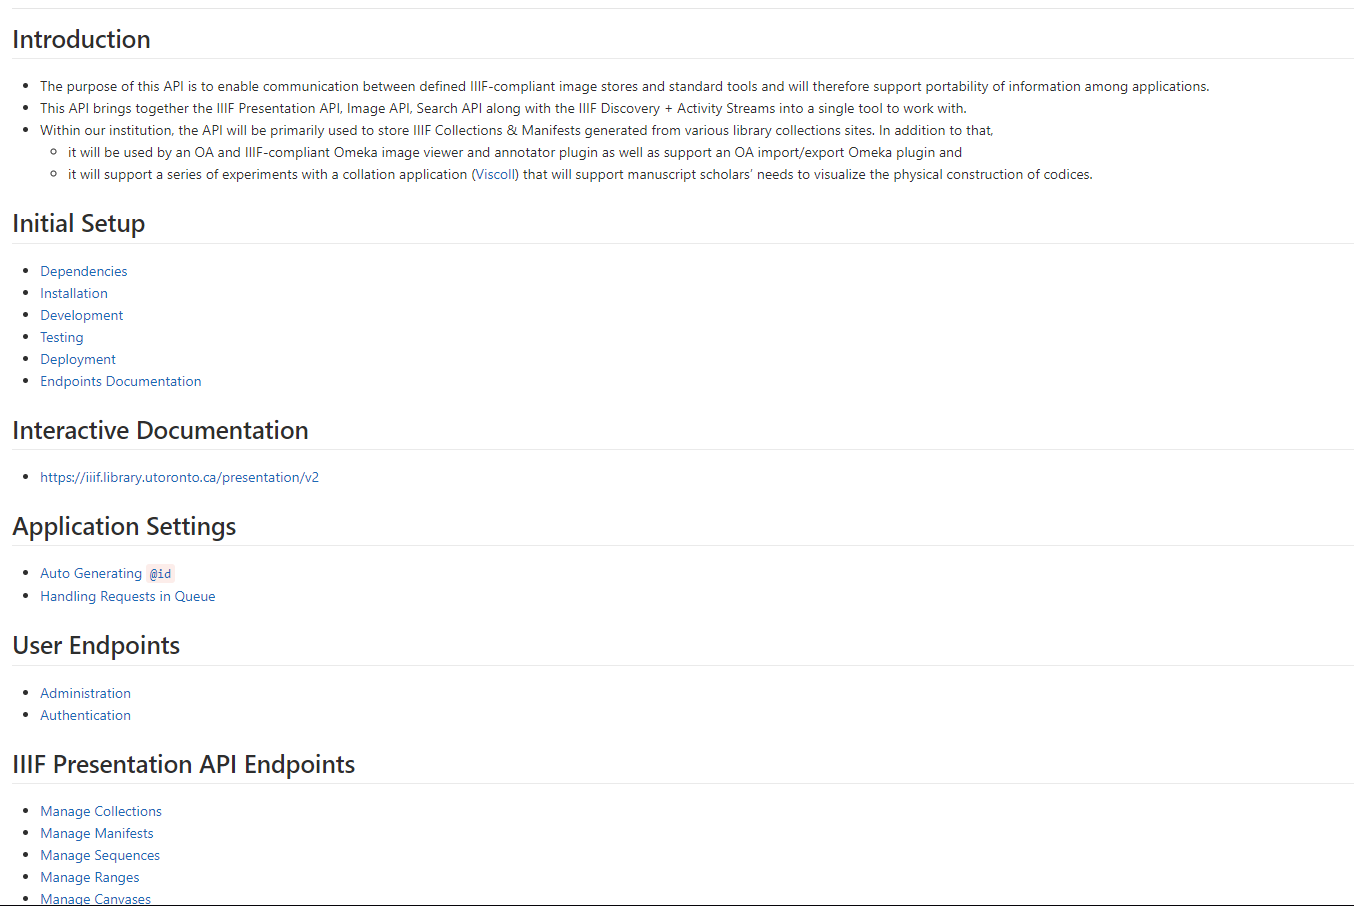 Introduction
The purpose of this API is to enable communication between defined IIIF-compliant image stores and standard tools and will therefore support portability of information among applications.
This API brings together the IIIF Presentation API, Image API, Search API along with the IIIF Discovery + Activity Streams into a single tool to work with.
Within our institution, the API will be primarily used to store IIIF Collections & Manifests generated from various library collections sites. In addition to that,
it will be used by an OA and IIIF-compliant Omeka image viewer and annotator plugin as well as support an OA import/export Omeka plugin and
it will support a series of experiments with a collation application (Viscoll) that will support manuscript scholars’ needs to visualize the physical construction of codices.
Initial Setup
Dependencies
Installation
Development
Testing
Deployment
Endpoints Documentation
Interactive Documentation
https://iiif.library.utoronto.ca/presentation/v2
Application Settings
Auto Generating @id
Handling Requests in Queue
User Endpoints
Administration
Authentication
IIIF Presentation API Endpoints
Manage Collections
Manage Manifests
Manage Sequences
Manage Ranges
Manage Canvases